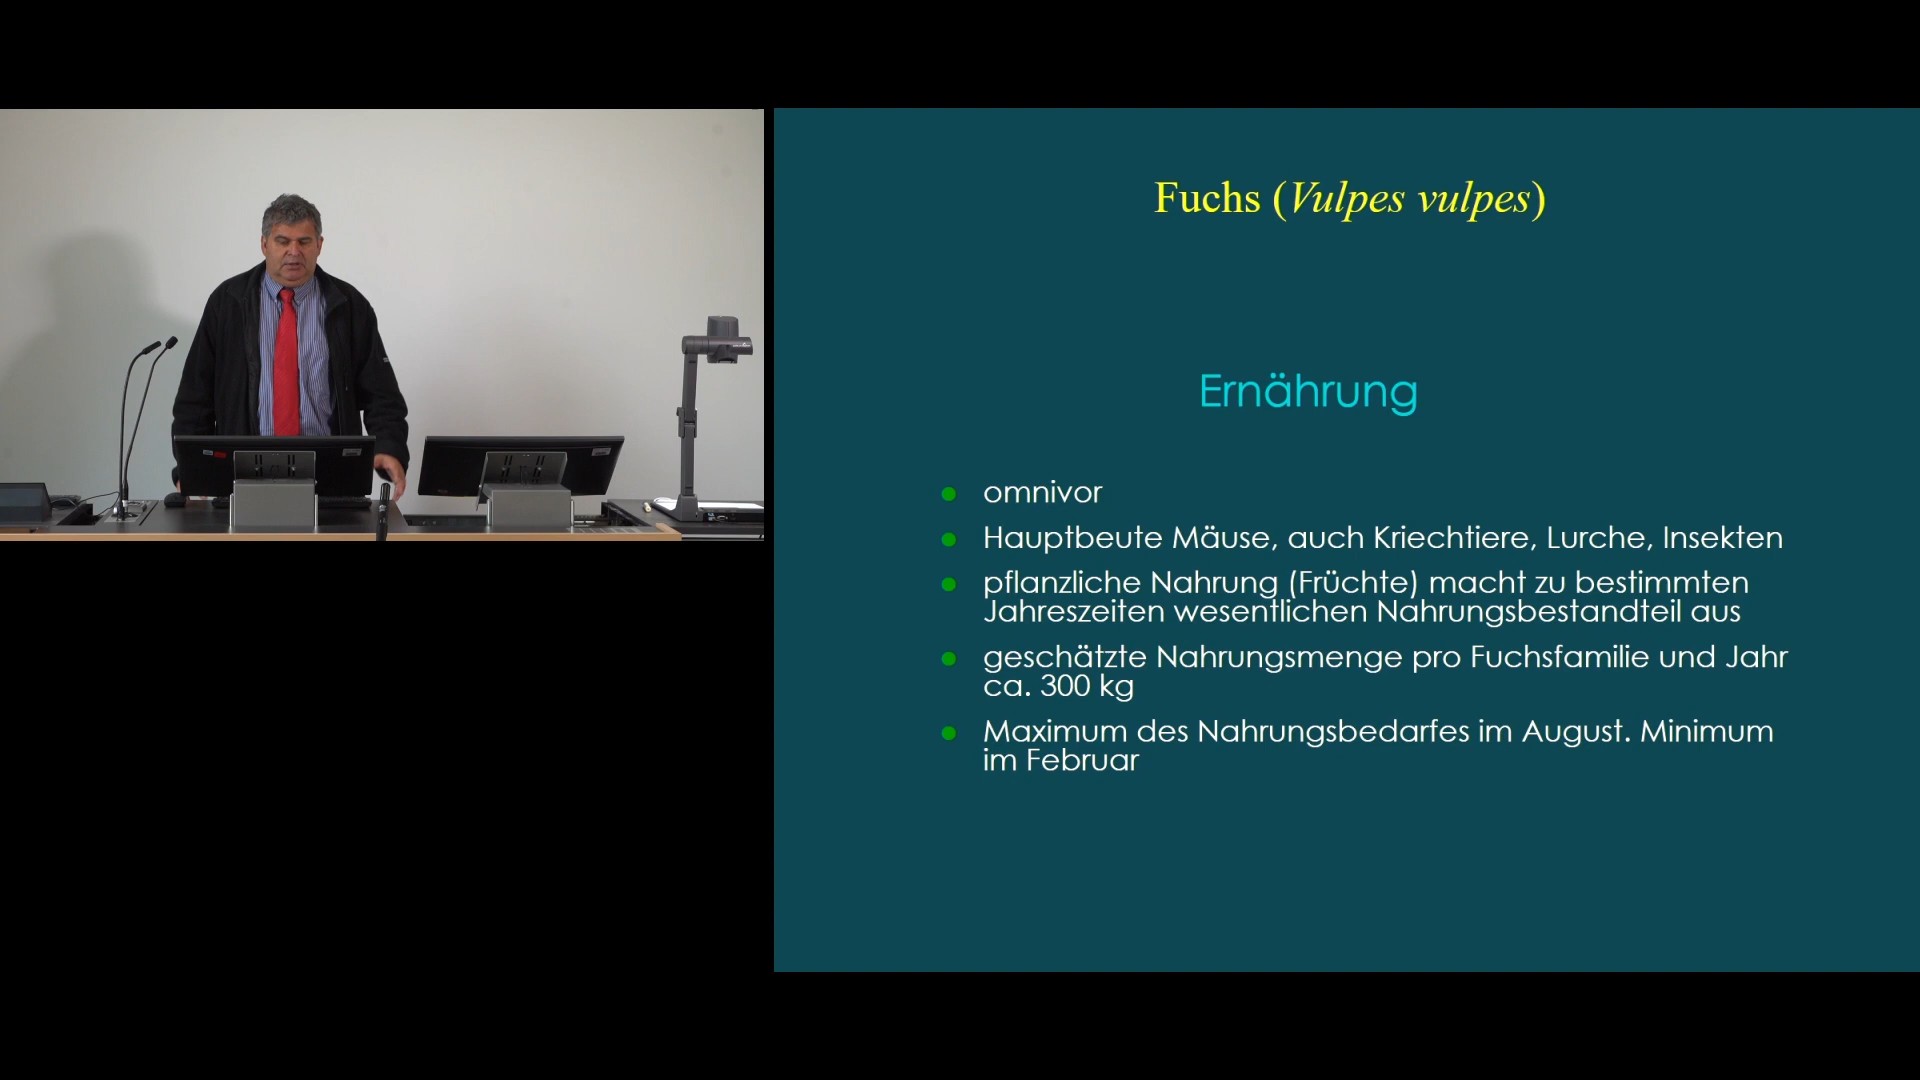 Fuchs (Vulpes vulpes)
Ernährung
omnivor
Hauptbeute Mäuse, auch Kriechtiere, Lurche, Insekten
pflanzliche Nahrung (Früchte) macht zu bestimmten
Jahreszeiten wesentlichen Nahrungsbestandteil aus
geschätzte Nahrungsmenge pro Fuchsfamilie und Jahr
ca. 300 kg
Maximum des Nahrungsbedarfes im August. Minimum
im Februar